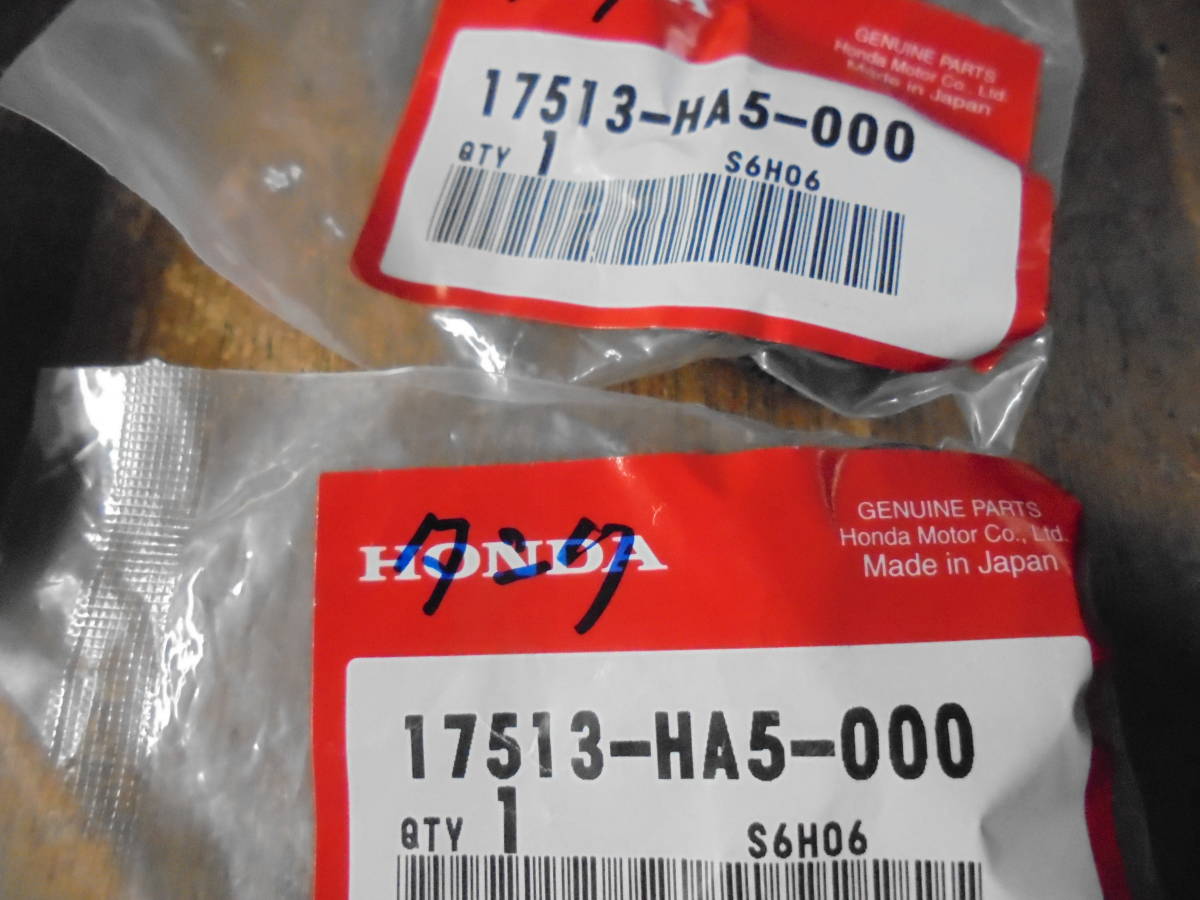 GENUINE PARTS
Honda Motor Co., Ltd.
Made in Japan
17513-HA5-000
QTY 1 S6H06
HONDA
タンク
GENUINE PARTS
Honda Motor Co., Ltd.
Made in Japan
17513-HA5-000
QTY 1 S6H06